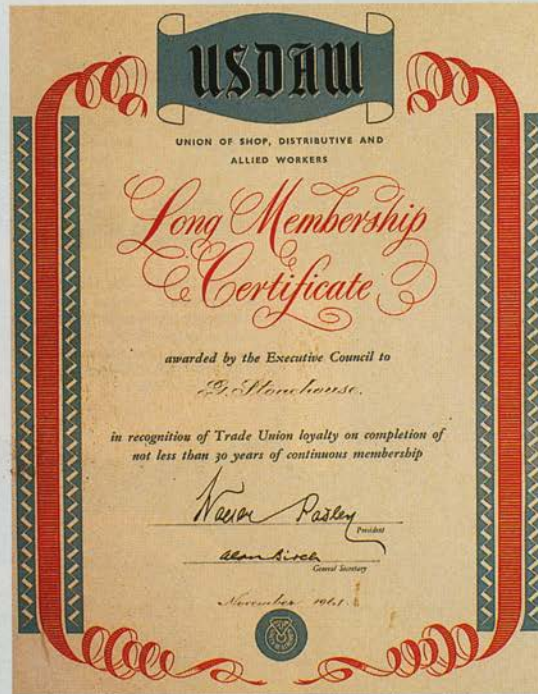 USDAW
UNION OF SHOP, DISTRIBUTIVE AND
ALLIED WORKERS
Long Membership
Certificate
awarded by the Executive Council to
G. Stonehouse.
in recognition of Trade Union loyalty on completion of
not less than 30 years of continuous membership
Walter Padley
President
Alan Birch
General Secretary
November 1961.